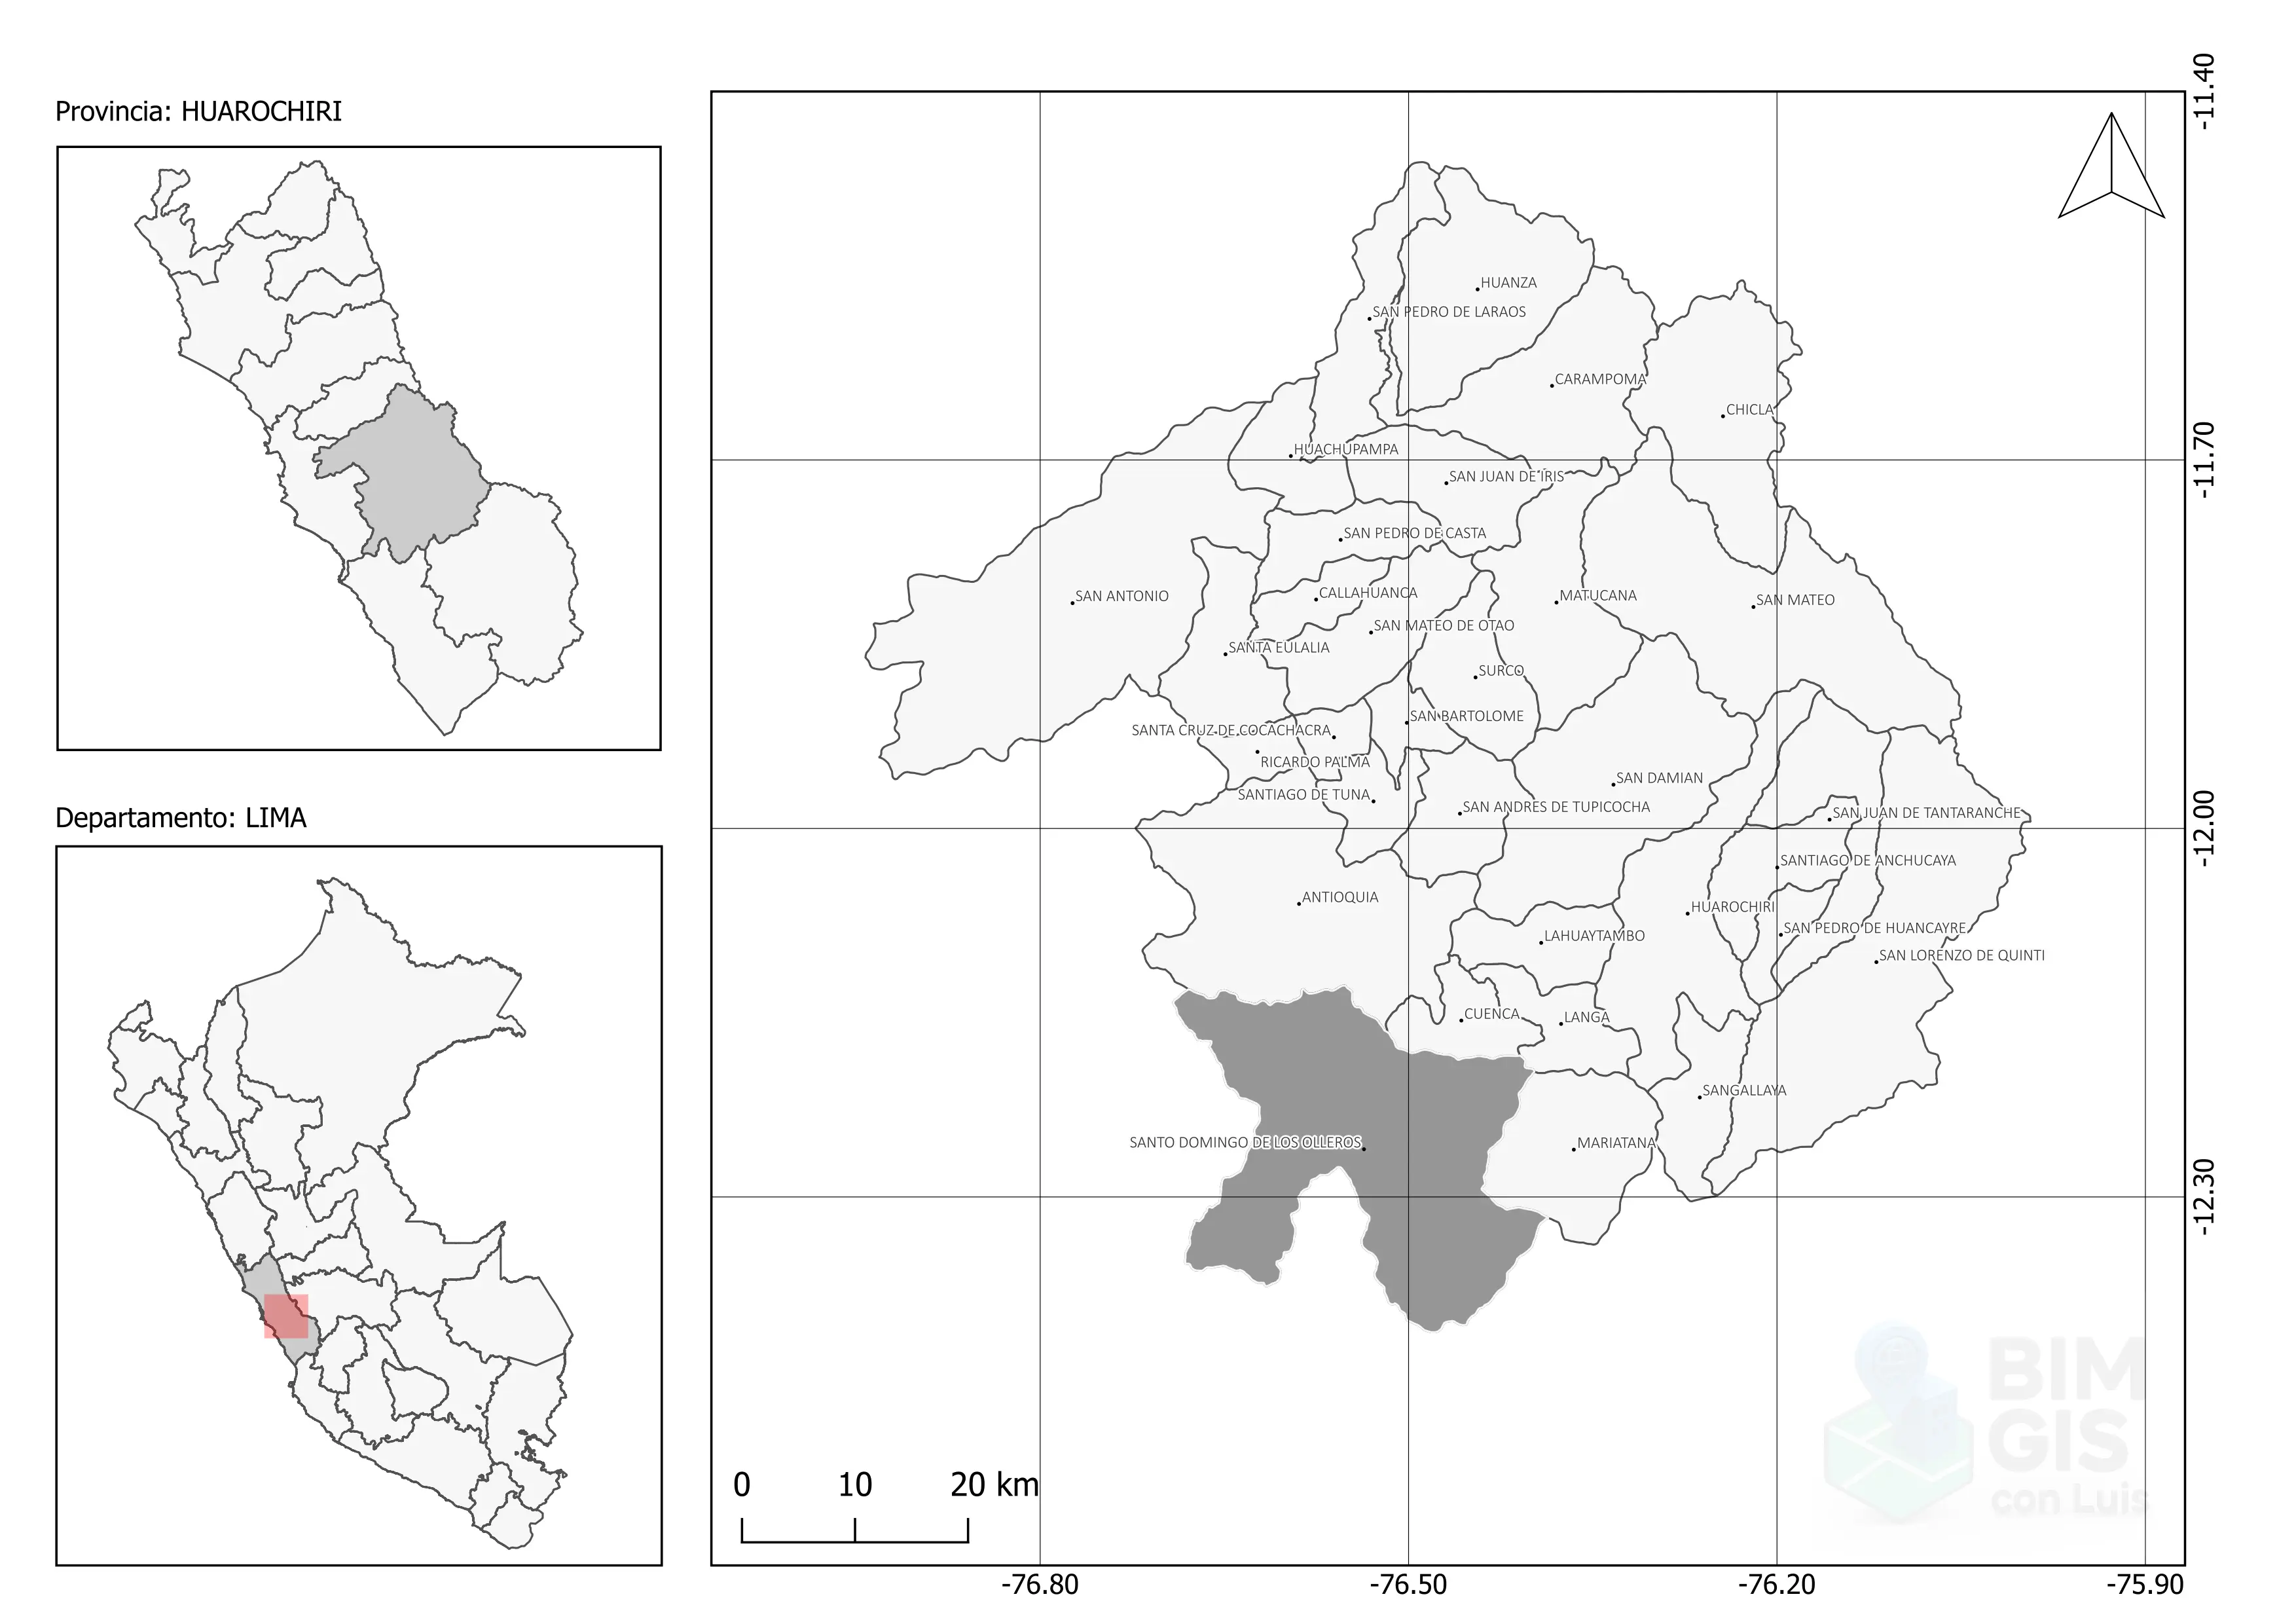 Provincia: HUAROCHIRI
Departamento: LIMA
HUANZA
SAN PEDRO DE LARAOS
CARAMPOMA
CHICLA
HUACHUPAMPA
SAN JUAN DE IRIS
SAN PEDRO DE CASTA
SAN ANTONIO
CALLAHUANCA
MATUCANA
SAN MATEO
SAN MATEO DE OTAO
SANTA EULALIA
SURCO
SAN BARTOLOME
SANTA CRUZ DE COCACHACRA
RICARDO PALMA
SAN DAMIAN
SANTIAGO DE TUNA
SAN ANDRES DE TUPICOCHA
SAN JUAN DE TANTARANCHE
SANTIAGO DE ANCHUCAYA
ANTIOQUIA
HUAROCHIRI
SAN PEDRO DE HUANCAYRE
LAHUAYTAMBO
SAN LORENZO DE QUINTI
CUENCA
LANGA
SANGALLAYA
SANTO DOMINGO DE LOS OLLEROS
MARIATANA
-11.40
-11.70
-12.00
-12.30
BIM
GIS
con Luis
0 10 20 km
-76.80 -76.50 -76.20 -75.90